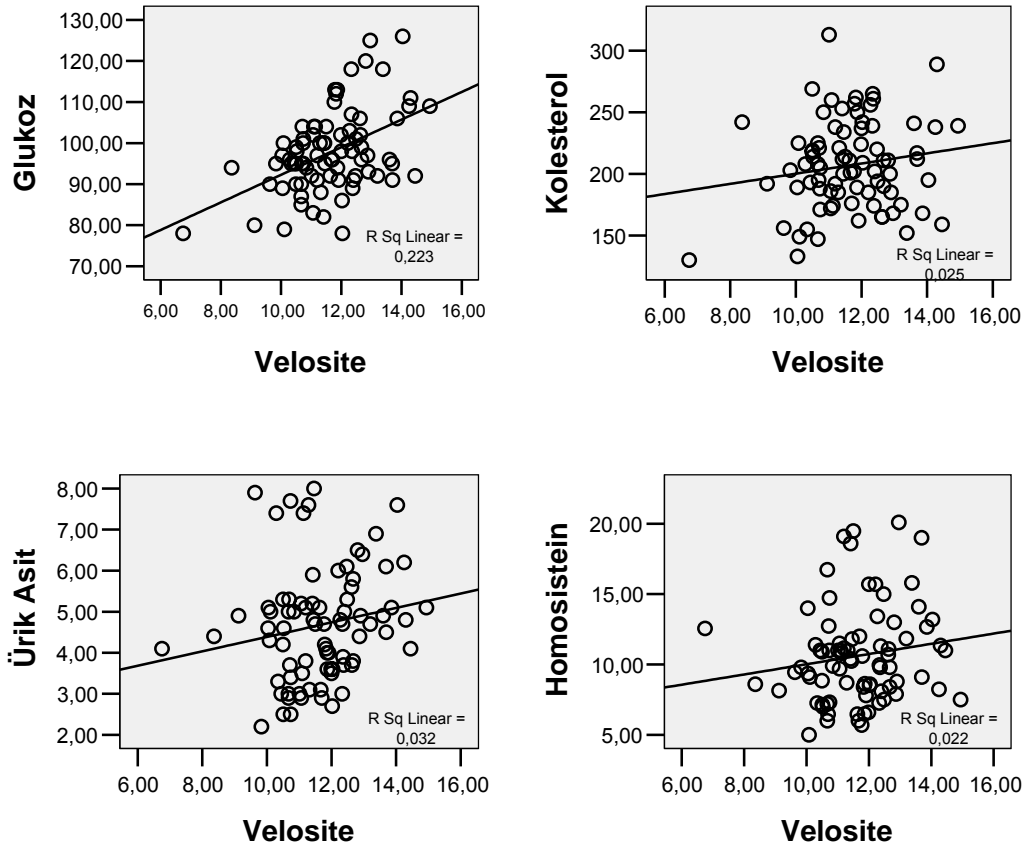 Glukoz
130,00
120,00
110,00
100,00
90,00
80,00
70,00
R Sq Linear =
0,223
6,00 8,00 10,00 12,00 14,00 16,00
Velosite
Kolesterol
300
250
200
150
R Sq Linear =
0,025
6,00 8,00 10,00 12,00 14,00 16,00
Velosite
Ürik Asit
8,00
7,00
6,00
5,00
4,00
3,00
2,00
R Sq Linear =
0,032
6,00 8,00 10,00 12,00 14,00 16,00
Velosite
Homosistein
20,00
15,00
10,00
5,00
R Sq Linear =
0,022
6,00 8,00 10,00 12,00 14,00 16,00
Velosite